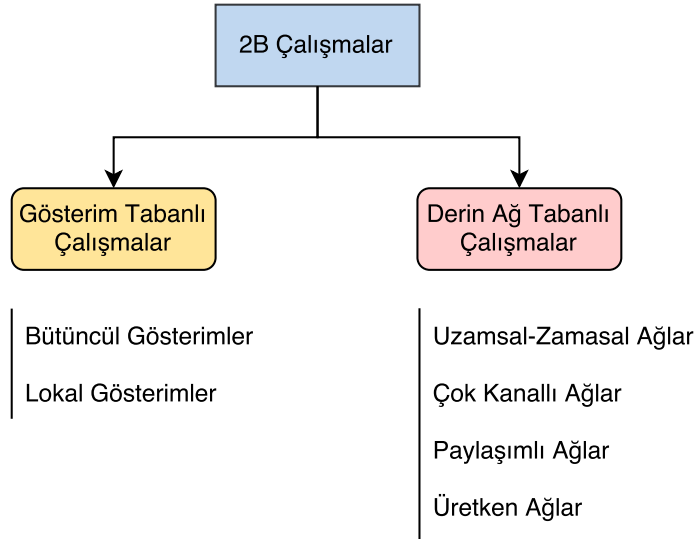 2B Çalışmalar
Gösterim Tabanlı
Çalışmalar
Bütüncül Gösterimler
Lokal Gösterimler
Derin Ağ Tabanlı
Çalışmalar
Uzamsal-Zamasal Ağlar
Çok Kanallı Ağlar
Paylaşımlı Ağlar
Üretken Ağlar